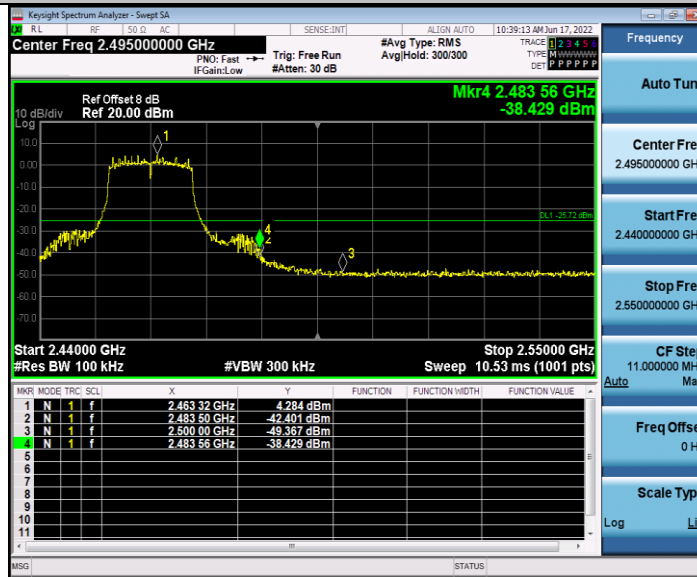 Keysight Spectrum Analyzer - Swept SA
RL RF 50 Ω AC SENSE:INT ALIGN AUTO 10:39:13 AM Jun 17, 2022
Center Freq 2.495000000 GHz
PNO: Fast
IFGain:Low
Trig: Free Run
#Atten: 30 dB
#Avg Type: RMS
Avg|Hold: 300/300
TRACE 1 2 3 4 5 6
TYPE M W W W W W
DET P P P P P P
Frequency
Auto Tun
Center Fre
2.495000000 GH
Start Fre
2.440000000 GH
Stop Fre
2.550000000 GH
CF Ste
11.000000 MH
Auto Ma
Freq Offse
0 H
Scale Typ
Log Li
Mkr4 2.483 56 GHz
-38.429 dBm
Ref Offset 8 dB
10 dB/div Ref 20.00 dBm
Log
10.0
0.00
-10.0
-20.0
-30.0
-40.0
-50.0
-60.0
-70.0
1
4
2
3
DL1 -25.72 dBm
Start 2.44000 GHz Stop 2.55000 GHz
#Res BW 100 kHz #VBW 300 kHz Sweep 10.53 ms (1001 pts)
MKR MODE TRC SCL X Y FUNCTION FUNCTION WIDTH FUNCTION VALUE
1 N 1 f 2.463 32 GHz 4.284 dBm
2 N 1 f 2.483 50 GHz -42.401 dBm
3 N 1 f 2.500 00 GHz -49.367 dBm
4 N 1 f 2.483 56 GHz -38.429 dBm
5
6
7
8
9
10
11
MSG STATUS